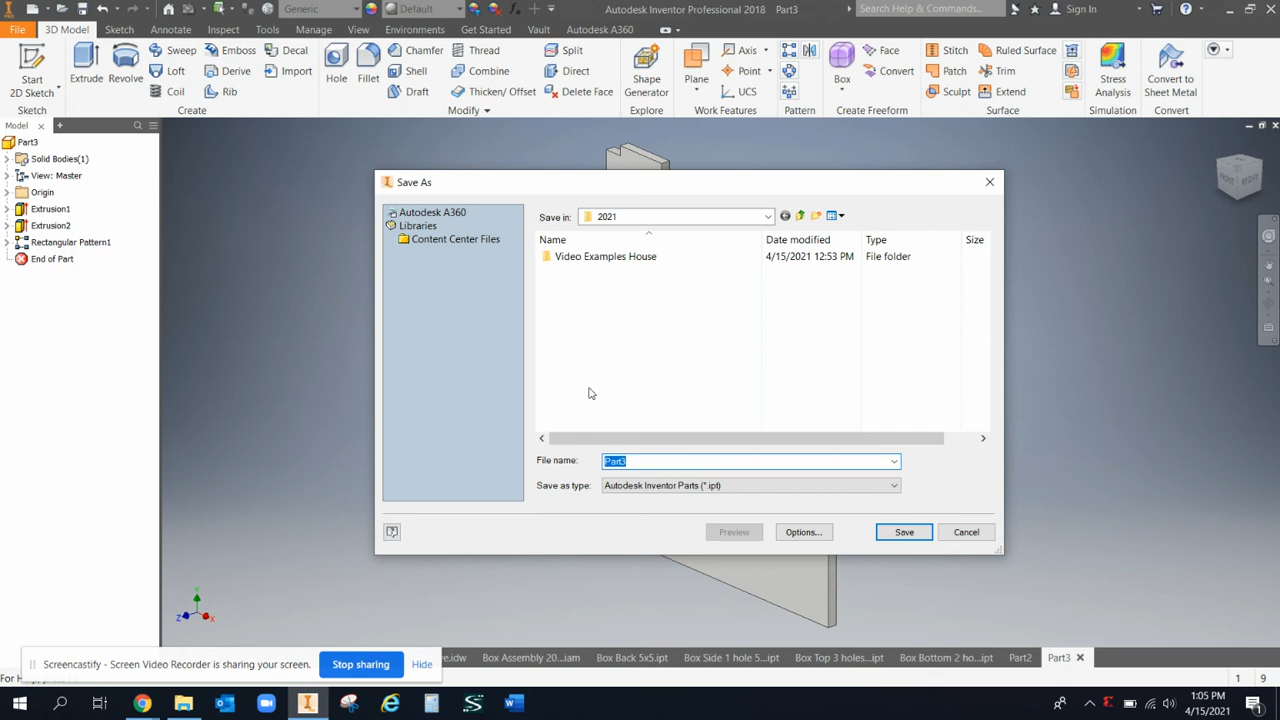 Generic
Default
Autodesk Inventor Professional 2018 Part3
Search Help & Commands...
Sign In
File 3D Model Sketch Annotate Inspect Tools Manage View Environments Get Started Vault Autodesk A360
Start
2D Sketch
Sketch
Extrude
Revolve
Sweep
Emboss
Decal
Loft
Derive
Import
Coil
Rib
Create
Hole
Fillet
Chamfer
Thread
Split
Shell
Combine
Direct
Draft
Thicken/ Offset
Delete Face
Modify
Shape
Generator
Explore
Plane
Axis
Point
UCS
Work Features
Pattern
Box
Face
Convert
Create Freeform
Stitch
Ruled Surface
Patch
Trim
Sculpt
Extend
Surface
Stress
Analysis
Simulation
Convert to
Sheet Metal
Convert
Model
Part3
Solid Bodies(1)
View: Master
Origin
Extrusion1
Extrusion2
Rectangular Pattern1
End of Part
FRONT RIGHT
Save As
Autodesk A360
Libraries
Content Center Files
Save in: 2021
Name Date modified Type Size
Video Examples House 4/15/2021 12:53 PM File folder
File name: Part3
Save as type: Autodesk Inventor Parts (*.ipt)
Preview Options... Save Cancel
Y
Z X
Screencastify - Screen Video Recorder is sharing your screen. Stop sharing Hide
.idw Box Assembly 20...iam Box Back 5x5.ipt Box Side 1 hole 5....ipt Box Top 3 holes...ipt Box Bottom 2 ho...ipt Part2 Part3
1 9
1:05 PM
4/15/2021